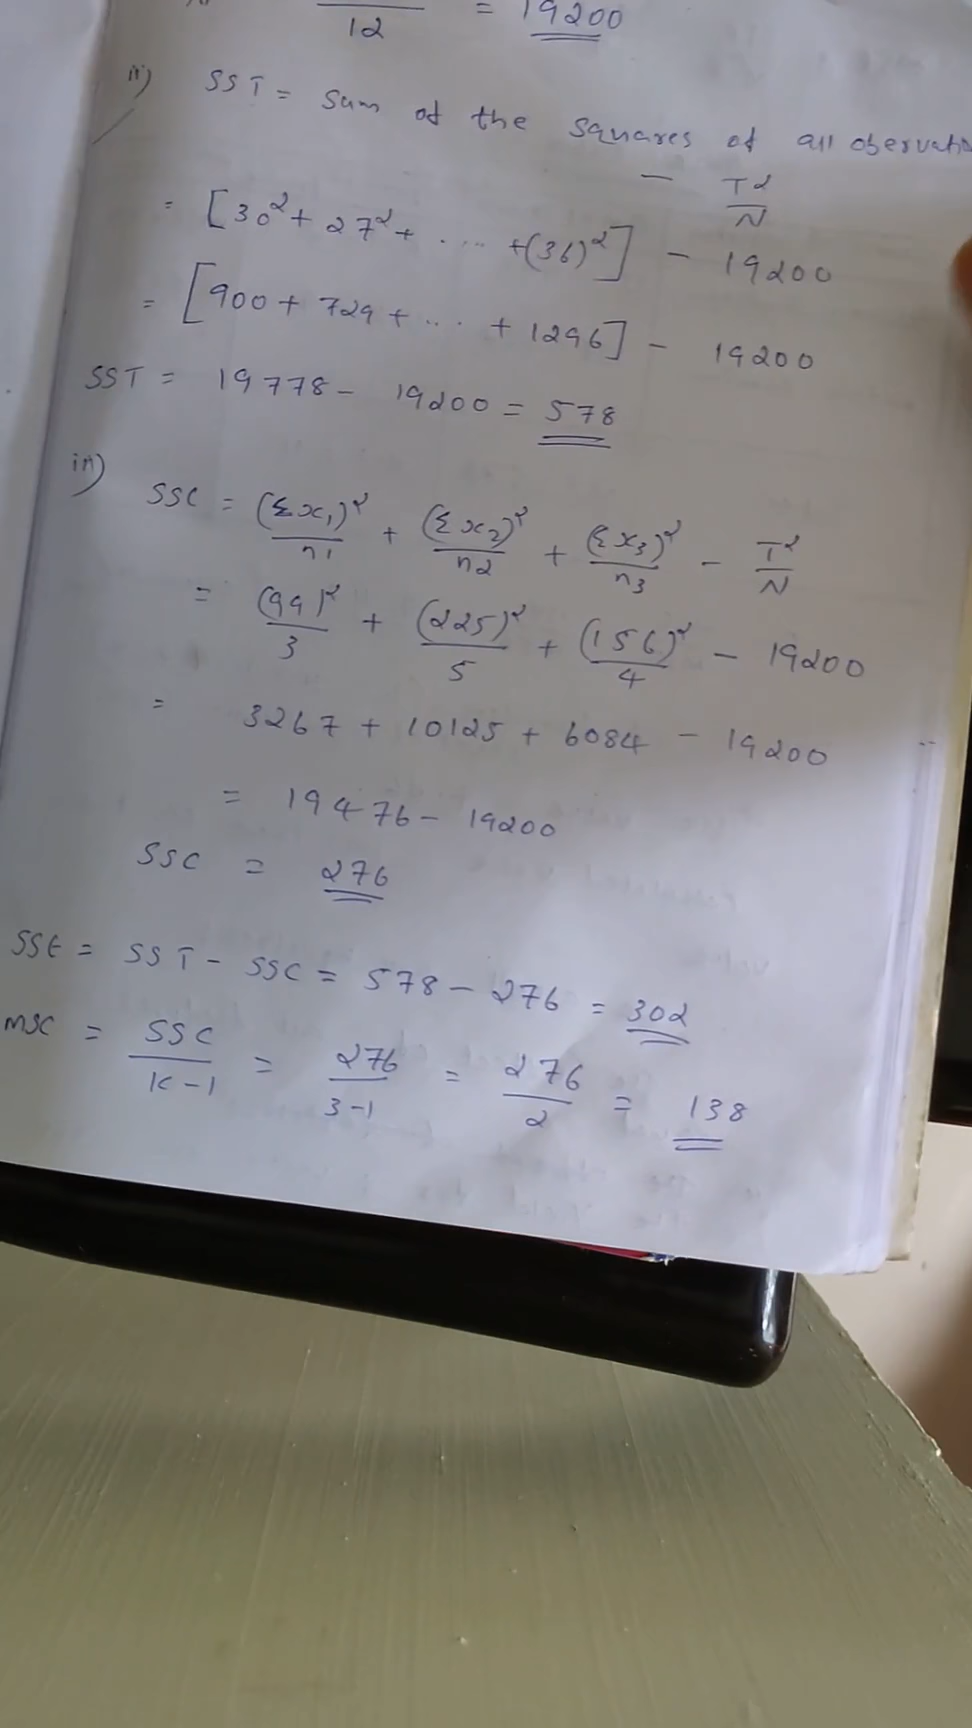 12 = 19200
ii) SST = Sum of the squares of all obervatio
- T²/N
= [30² + 27² + .... +(36)²] - 19200
= [900 + 729 + ... + 1296] - 19200
SST = 19778 - 19200 = 578
iii) SSC = (Σx₁)²/n1 + (Σx₂)²/n2 + (Σx₃)²/n3 - T²/N
= (99)²/3 + (225)²/5 + (156)²/4 - 19200
= 3267 + 10125 + 6084 - 19200
= 19476 - 19200
SSC = 276
SSE = SST - SSC = 578 - 276 = 302
MSC = SSC/K-1 = 276/3-1 = 276/2 = 138